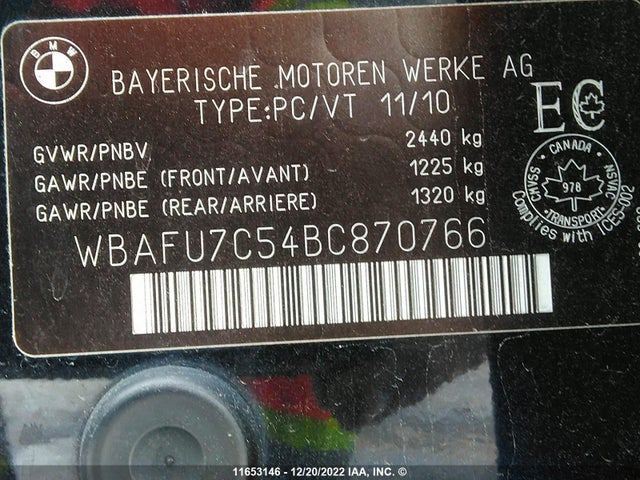 BMW
BAYERISCHE MOTOREN WERKE AG
TYPE:PC/VT 11/10
EC
GVWR/PNBV 2440 kg
GAWR/PNBE (FRONT/AVANT) 1225 kg
GAWR/PNBE (REAR/ARRIERE) 1320 kg
CANADA
SSVMC NSVAC
978
TRANSPORT
Complies with ICES-002
WBAFU7C54BC870766
11653146 - 12/20/2022 IAA, INC. ©